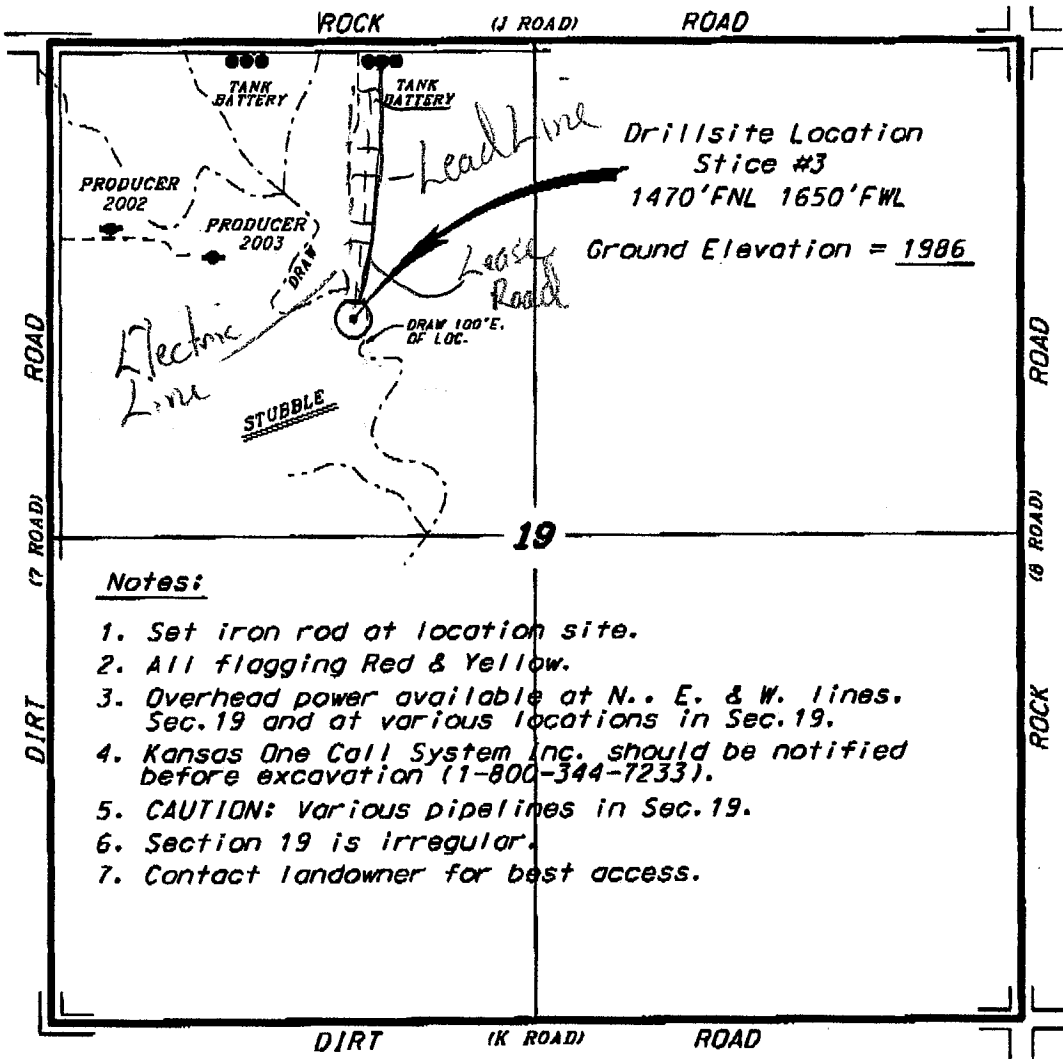 ROCK (J ROAD) ROAD
TANK
BATTERY
TANK
BATTERY
Lead Line
Drillsite Location
Stice #3
1470'FNL 1650'FWL
Ground Elevation = 1986
PRODUCER
2002
PRODUCER
2003
DRAW
Lease
Road
Electric
Line
DRAW 100'E.
OF LOC.
STUBBLE
ROAD
(7 ROAD)
DIRT
ROAD
(8 ROAD)
ROCK
19
Notes:
1. Set iron rod at location site.
2. All flagging Red & Yellow.
3. Overhead power available at N.. E. & W. lines.
Sec.19 and at various locations in Sec.19.
4. Kansas One Call System Inc. should be notified
before excavation (1-800-344-7233).
5. CAUTION: Various pipelines in Sec.19.
6. Section 19 is irregular.
7. Contact landowner for best access.
DIRT (K ROAD) ROAD